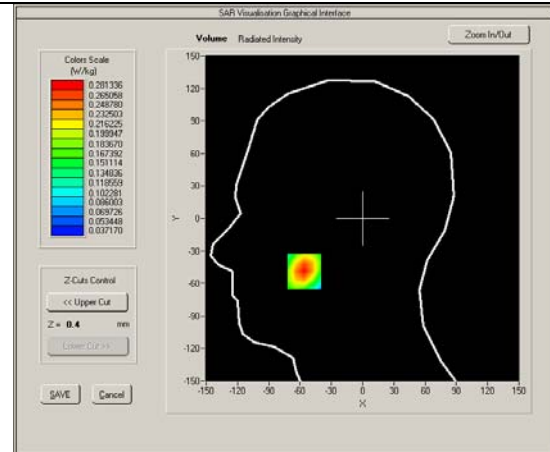 SAR Visualisation Graphical Interface
Volume Radiated Intensity
Zoom In/Out
Colors Scale
(W/kg)
0.281336
0.265058
0.248780
0.232503
0.216225
0.199947
0.183670
0.167392
0.151114
0.134836
0.118559
0.102281
0.086003
0.069726
0.053448
0.037170
Z-Cuts Control
<< Upper Cut
Z = 0.4 mm
Lower Cut >>
SAVE Cancel
150
120
90
60
30
0
-30
-60
-90
-120
-150
Y
-150 -120 -90 -60 -30 0 30 60 90 120 150
X